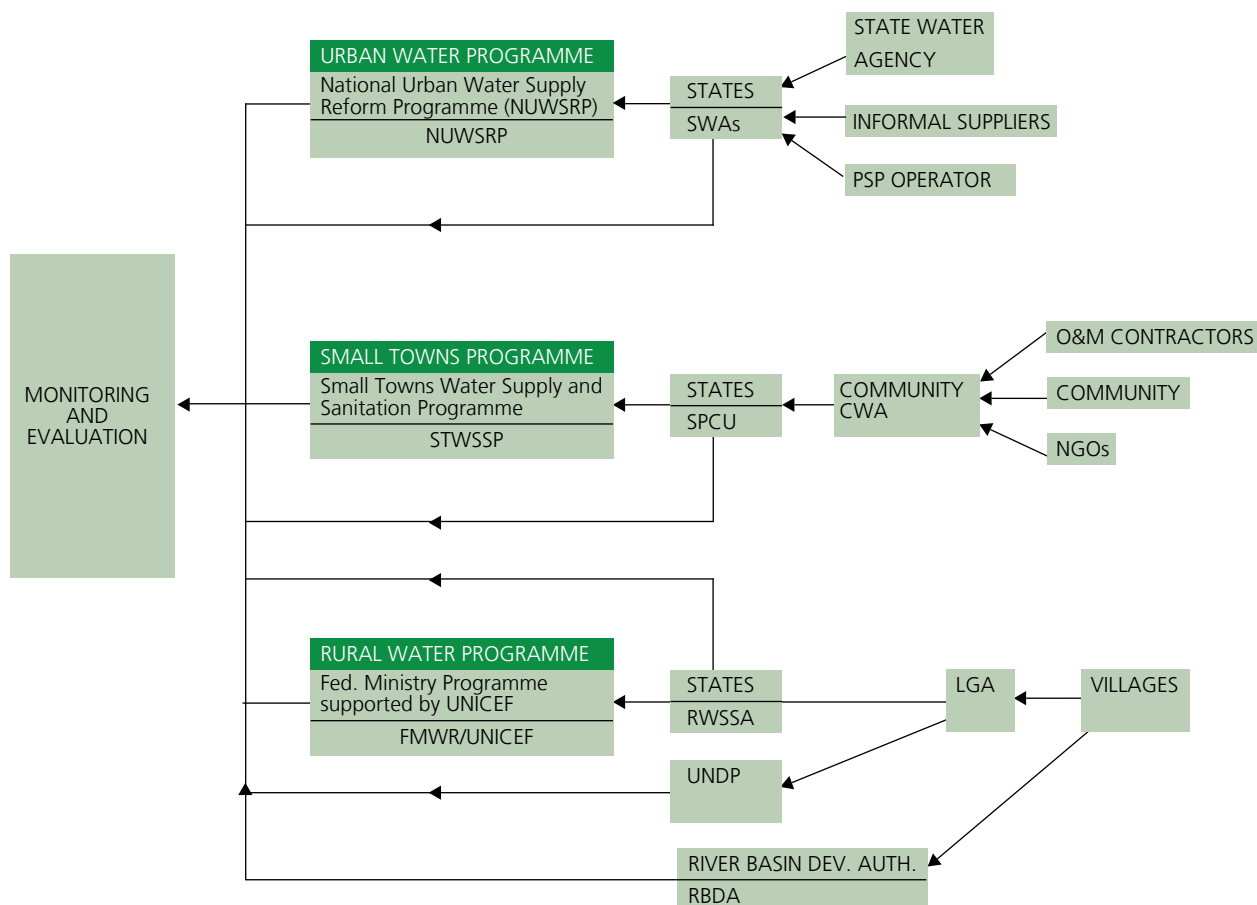 URBAN WATER PROGRAMME
National Urban Water Supply
Reform Programme (NUWSRP)
NUWSRP
STATES
SWAs
STATE WATER
AGENCY
INFORMAL SUPPLIERS
PSP OPERATOR
MONITORING
AND
EVALUATION
SMALL TOWNS PROGRAMME
Small Towns Water Supply and
Sanitation Programme
STWSSP
STATES
SPCU
COMMUNITY
CWA
O&M CONTRACTORS
COMMUNITY
NGOs
RURAL WATER PROGRAMME
Fed. Ministry Programme
supported by UNICEF
FMWR/UNICEF
STATES
RWSSA
LGA
VILLAGES
UNDP
RIVER BASIN DEV. AUTH.
RBDA